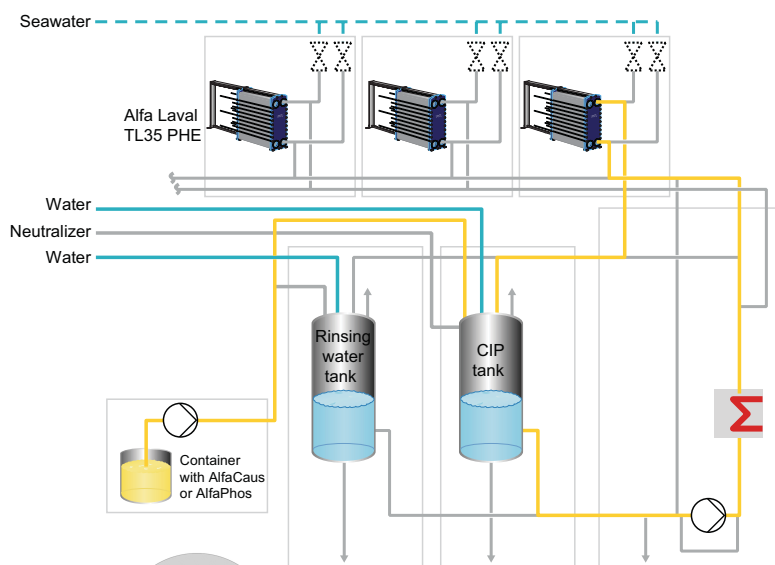 Seawater
Alfa Laval
TL35 PHE
Water
Neutralizer
Water
Rinsing
water
tank
CIP
tank
Container
with AlfaCaus
or AlfaPhos